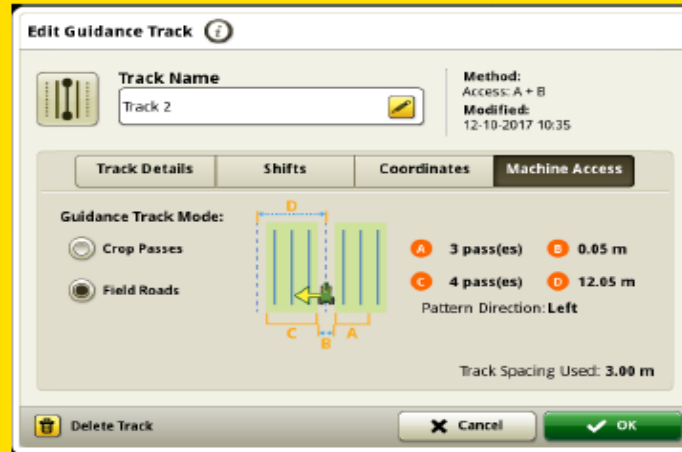 Edit Guidance Track i
Track Name
Track 2
Method:
Access: A + B
Modified:
12-10-2017 10:35
Track Details Shifts Coordinates Machine Access
Guidance Track Mode:
Crop Passes
Field Roads
D
C
B
A
A 3 pass(es) B 0.05 m
C 4 pass(es) D 12.05 m
Pattern Direction: Left
Track Spacing Used: 3.00 m
Delete Track Cancel OK